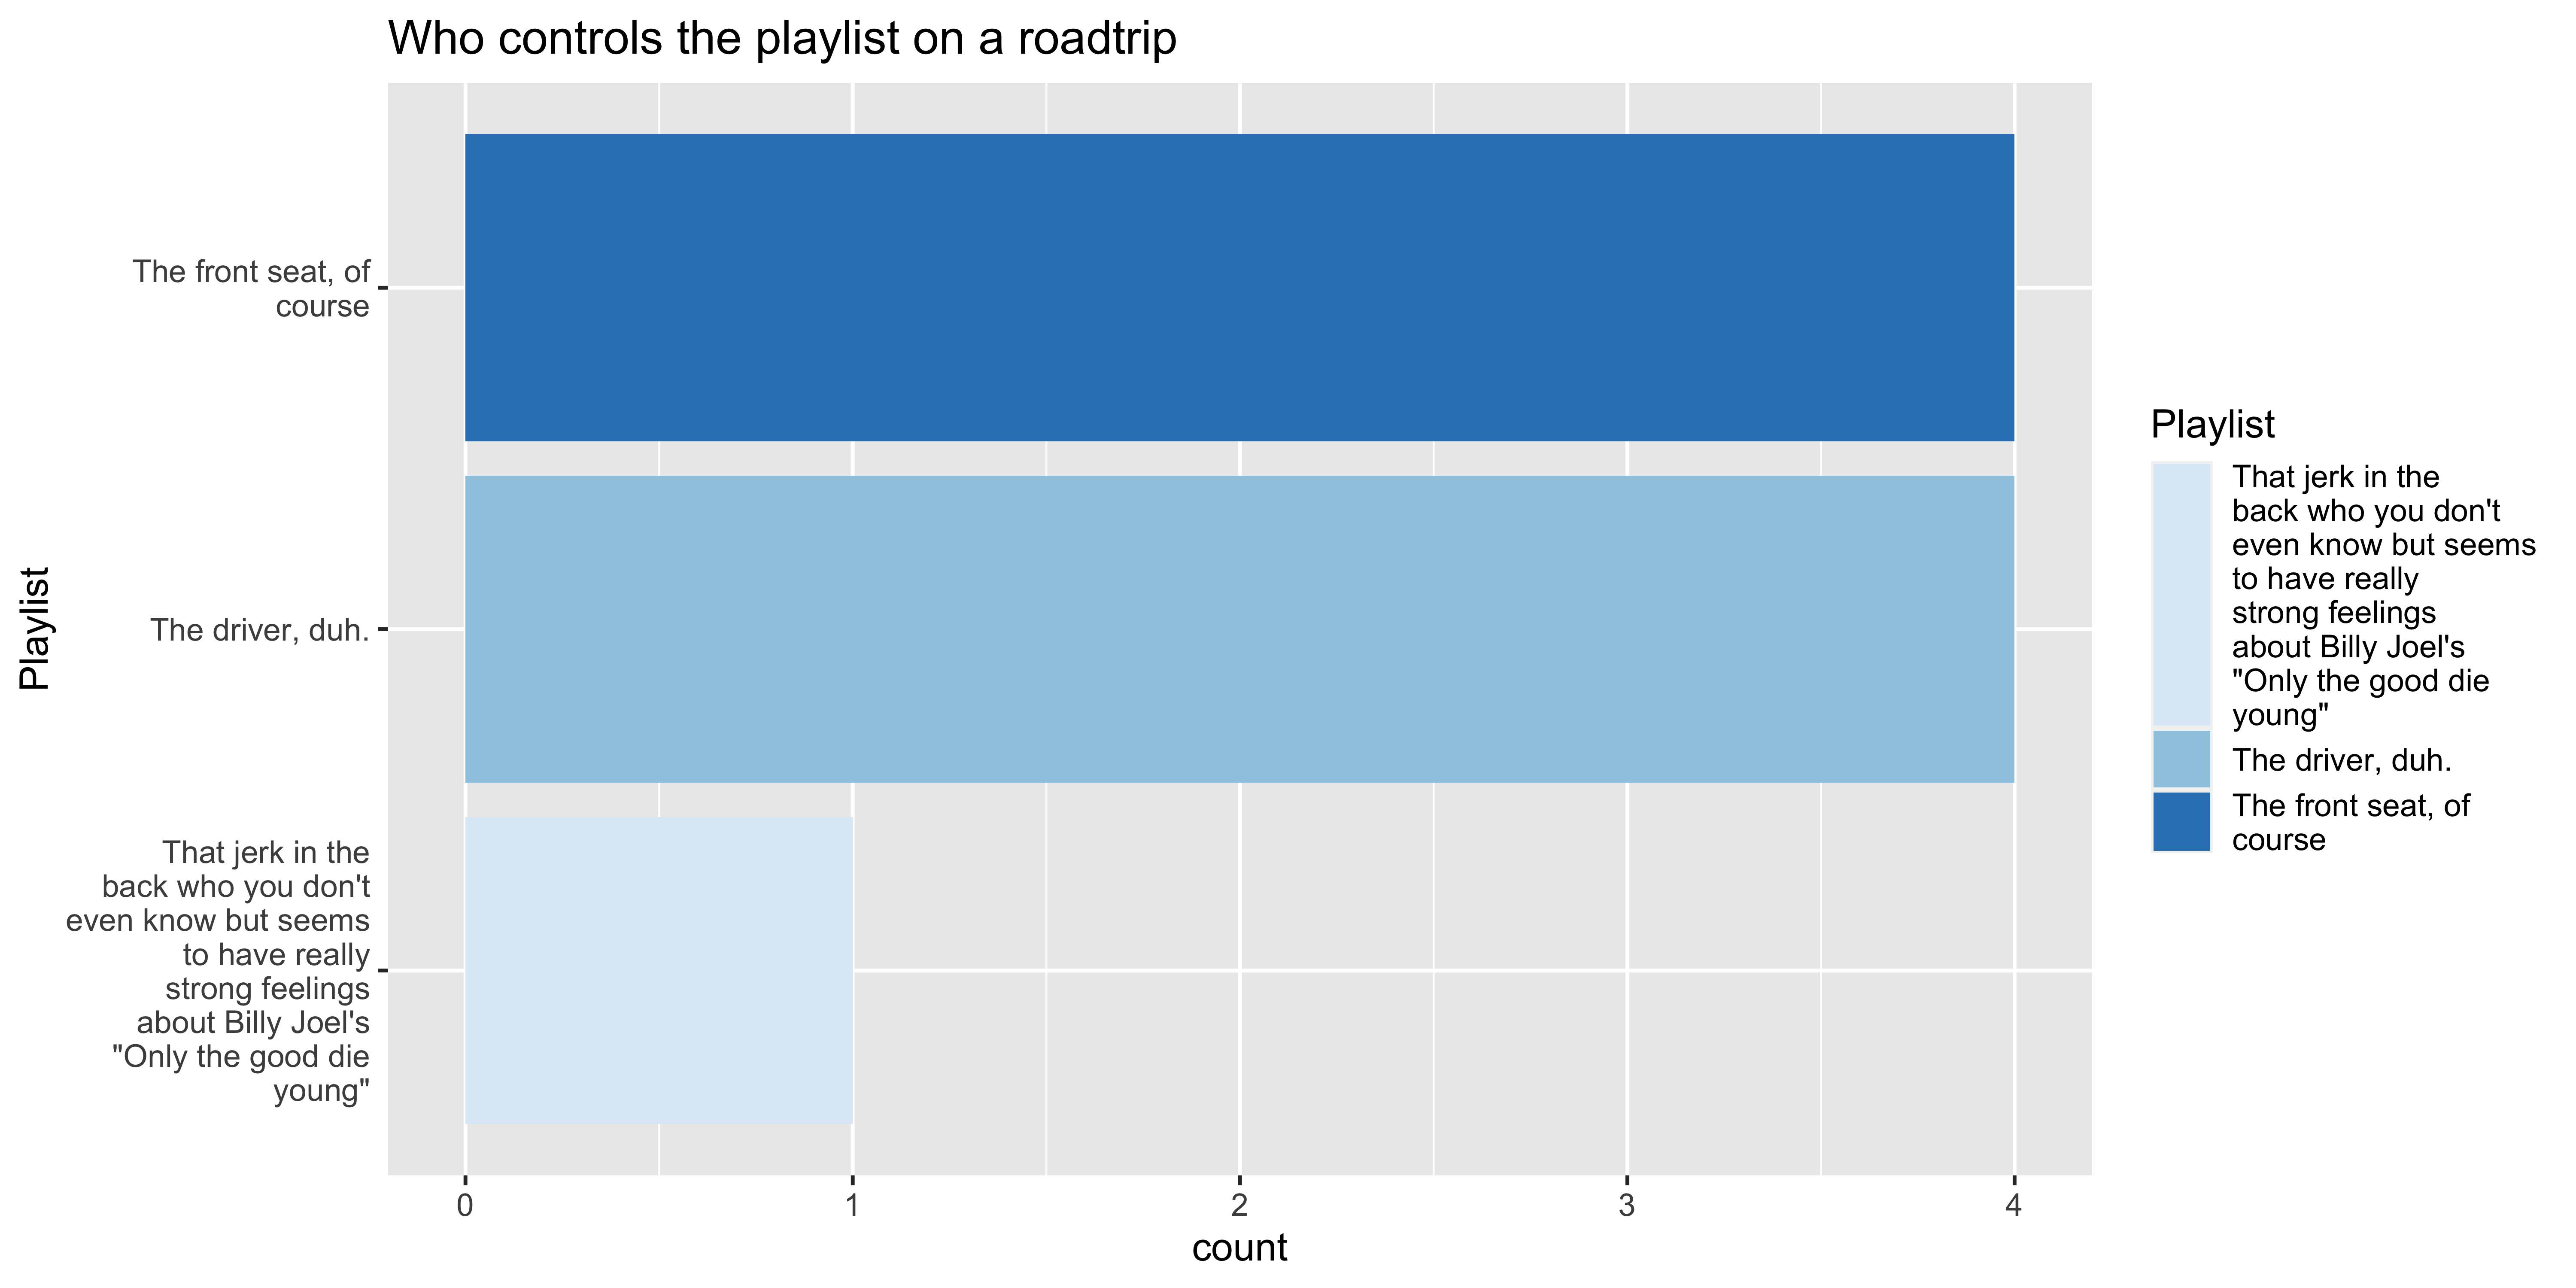 Who controls the playlist on a roadtrip
Playlist
The front seat, of
course
The driver, duh.
That jerk in the
back who you don't
even know but seems
to have really
strong feelings
about Billy Joel's
"Only the good die
young"
0 1 2 3 4
count
Playlist
That jerk in the
back who you don't
even know but seems
to have really
strong feelings
about Billy Joel's
"Only the good die
young"
The driver, duh.
The front seat, of
course